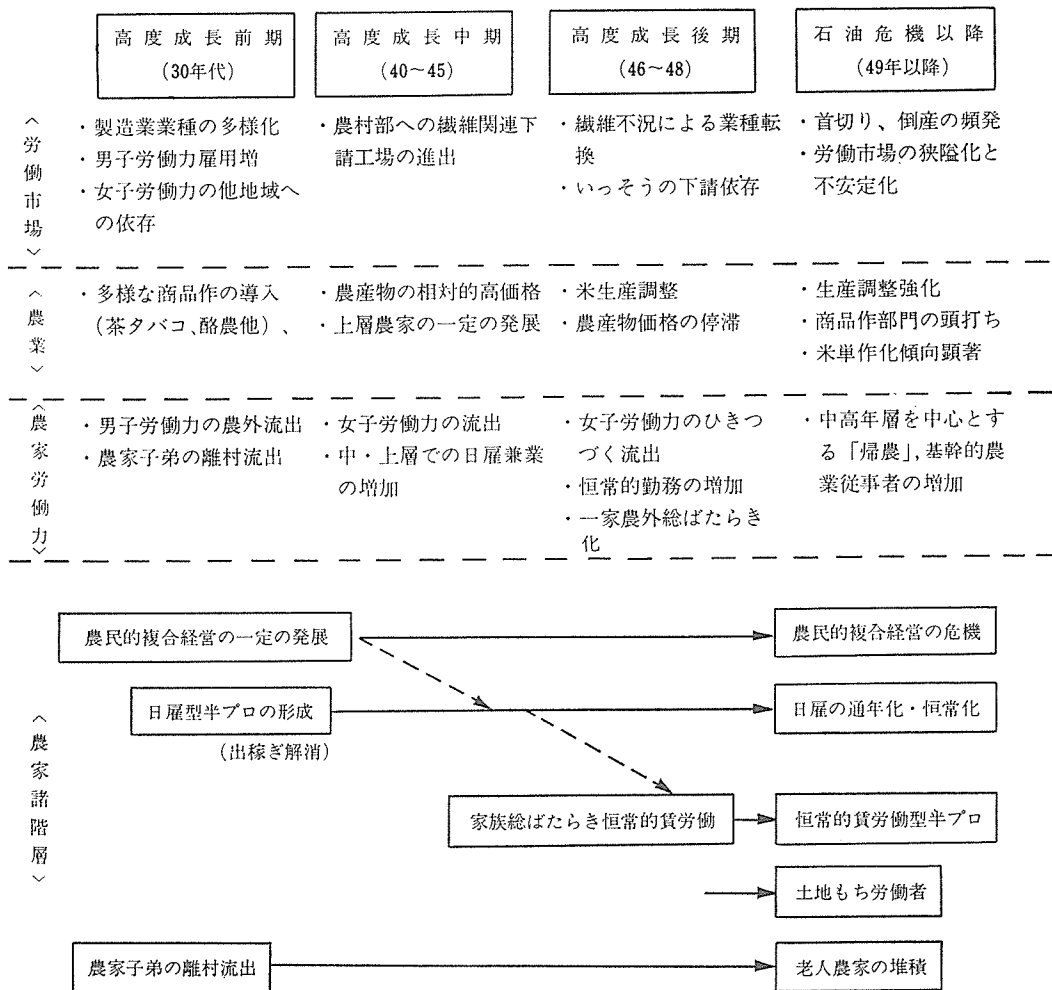 高度成長前期
(30年代)
高度成長中期
(40～45)
高度成長後期
(46～48)
石油危機以降
(49年以降)
〈労働市場〉
・製造業業種の多様化
・男子労働力雇用増
・女子労働力の他地域へ
の依存
・農村部への繊維関連下
請工場の進出
・繊維不況による業種転
換
・いっそうの下請依存
・首切り、倒産の頻発
・労働市場の狭隘化と
不安定化
〈農業〉
・多様な商品作の導入
(茶タバコ、酪農他)、
・農産物の相対的高価格
・上層農家の一定の発展
・米生産調整
・農産物価格の停滞
・生産調整強化
・商品作部門の頭打ち
・米単作化傾向顕著
〈農家労働力〉
・男子労働力の農外流出
・農家子弟の離村流出
・女子労働力の流出
・中・上層での日雇兼業
の増加
・女子労働力のひきつ
づく流出
・恒常的勤務の増加
・一家農外総ばたらき
化
・中高年層を中心とす
る「帰農」,基幹的農
業従事者の増加
〈農家諸階層〉
農民的複合経営の一定の発展
農民的複合経営の危機
日雇型半プロの形成
(出稼ぎ解消)
日雇の通年化・恒常化
家族総ばたらき恒常的賃労働
恒常的賃労働型半プロ
土地もち労働者
農家子弟の離村流出
老人農家の堆積